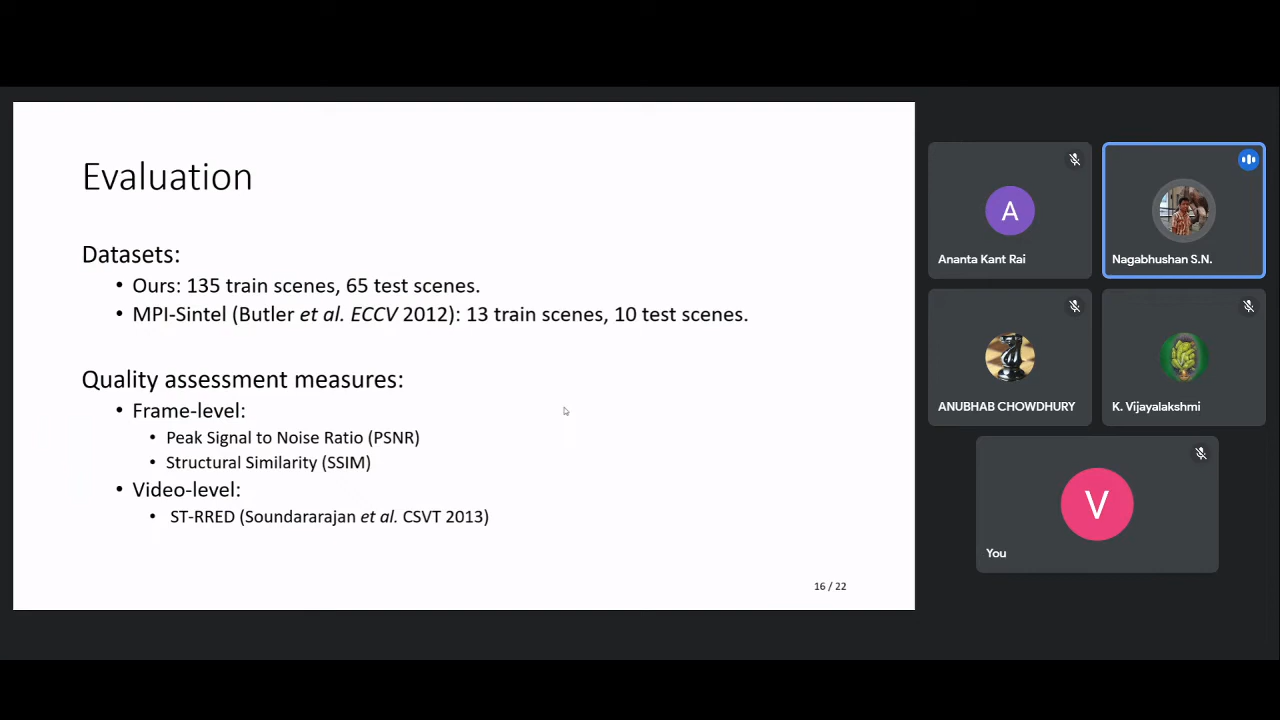 Evaluation
Datasets:
• Ours: 135 train scenes, 65 test scenes.
• MPI-Sintel (Butler et al. ECCV 2012): 13 train scenes, 10 test scenes.
Quality assessment measures:
• Frame-level:
• Peak Signal to Noise Ratio (PSNR)
• Structural Similarity (SSIM)
• Video-level:
• ST-RRED (Soundararajan et al. CSVT 2013)
16 / 22
A
Ananta Kant Rai
Nagabhushan S.N.
ANUBHAB CHOWDHURY
K. Vijayalakshmi
V
You